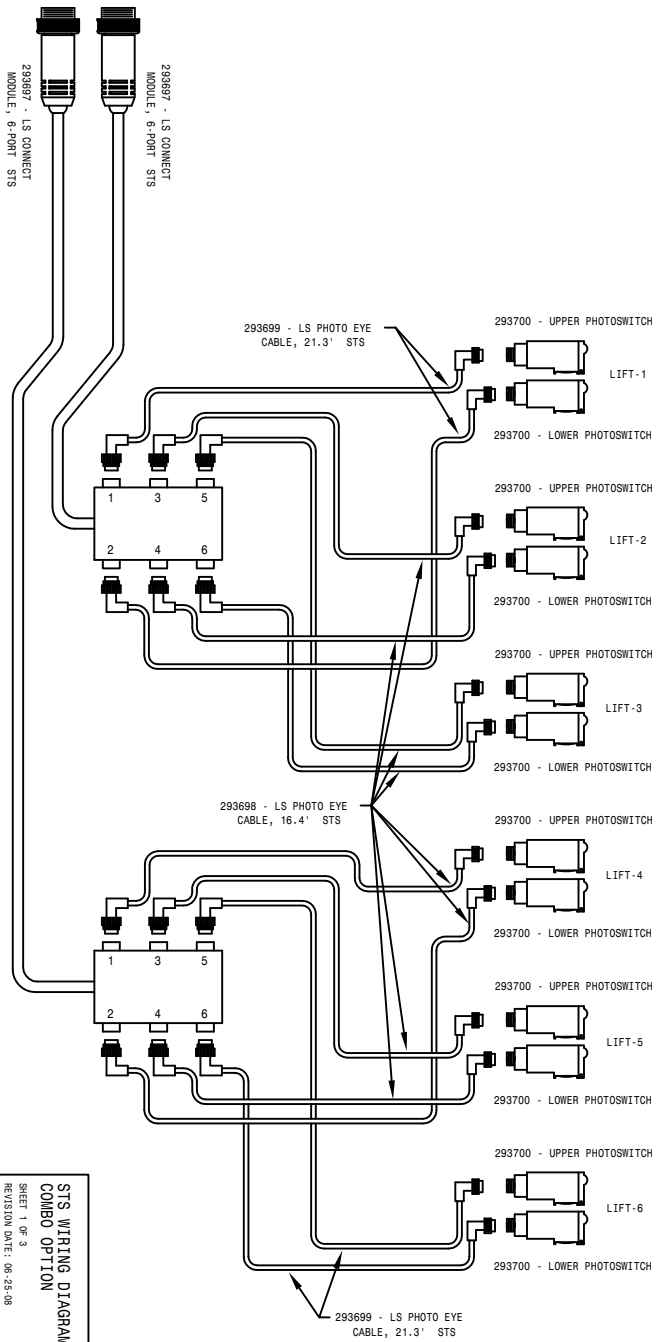 293697 - LS CONNECT
MODULE, 6-PORT STS
293697 - LS CONNECT
MODULE, 6-PORT STS
293699 - LS PHOTO EYE
CABLE, 21.3' STS
293700 - UPPER PHOTOSWITCH
LIFT-1
293700 - LOWER PHOTOSWITCH
1 3 5
2 4 6
293700 - UPPER PHOTOSWITCH
LIFT-2
293700 - LOWER PHOTOSWITCH
293700 - UPPER PHOTOSWITCH
LIFT-3
293700 - LOWER PHOTOSWITCH
293698 - LS PHOTO EYE
CABLE, 16.4' STS
293700 - UPPER PHOTOSWITCH
LIFT-4
293700 - LOWER PHOTOSWITCH
1 3 5
2 4 6
293700 - UPPER PHOTOSWITCH
LIFT-5
293700 - LOWER PHOTOSWITCH
293700 - UPPER PHOTOSWITCH
LIFT-6
293700 - LOWER PHOTOSWITCH
293699 - LS PHOTO EYE
CABLE, 21.3' STS
STS WIRING DIAGRAM
COMBO OPTION
SHEET 1 OF 3
REVISION DATE: 06-25-08